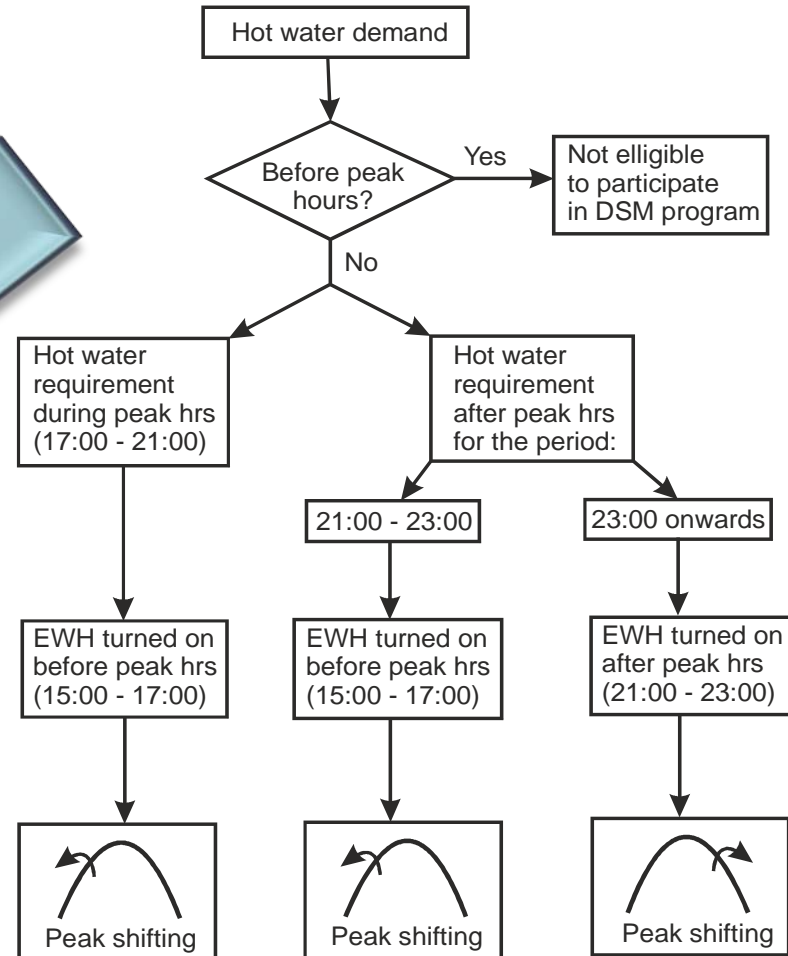 Hot water demand
Before peak
hours?
Yes
Not elligible
to participate
in DSM program
No
Hot water
requirement
during peak hrs
(17:00 - 21:00)
Hot water
requirement
after peak hrs
for the period:
21:00 - 23:00
23:00 onwards
EWH turned on
before peak hrs
(15:00 - 17:00)
EWH turned on
before peak hrs
(15:00 - 17:00)
EWH turned on
after peak hrs
(21:00 - 23:00)
Peak shifting
Peak shifting
Peak shifting